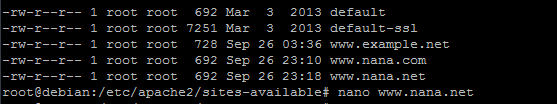 -rw-r--r-- 1 root root  692 Mar  3  2013 default
-rw-r--r-- 1 root root 7251 Mar  3  2013 default-ssl
-rw-r--r-- 1 root root  728 Sep 26 03:36 www.example.net
-rw-r--r-- 1 root root  692 Sep 26 23:10 www.nana.com
-rw-r--r-- 1 root root  692 Sep 26 23:18 www.nana.net
root@debian:/etc/apache2/sites-available# nano www.nana.net